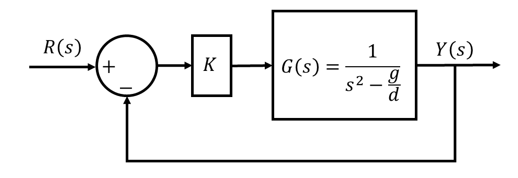 R(s)
+
−
K
G(s) = 1 / (s² − g/d)
Y(s)